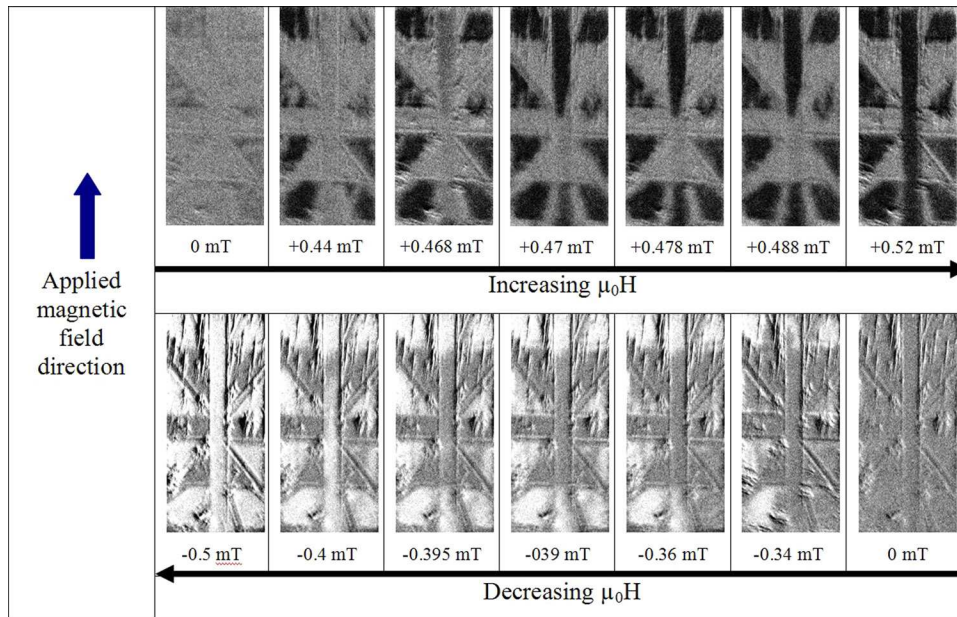 0 mT
+0.44 mT
+0.468 mT
+0.47 mT
+0.478 mT
+0.488 mT
+0.52 mT
Increasing μ₀H
Applied
magnetic
field
direction
-0.5 mT
-0.4 mT
-0.395 mT
-039 mT
-0.36 mT
-0.34 mT
0 mT
Decreasing μ₀H